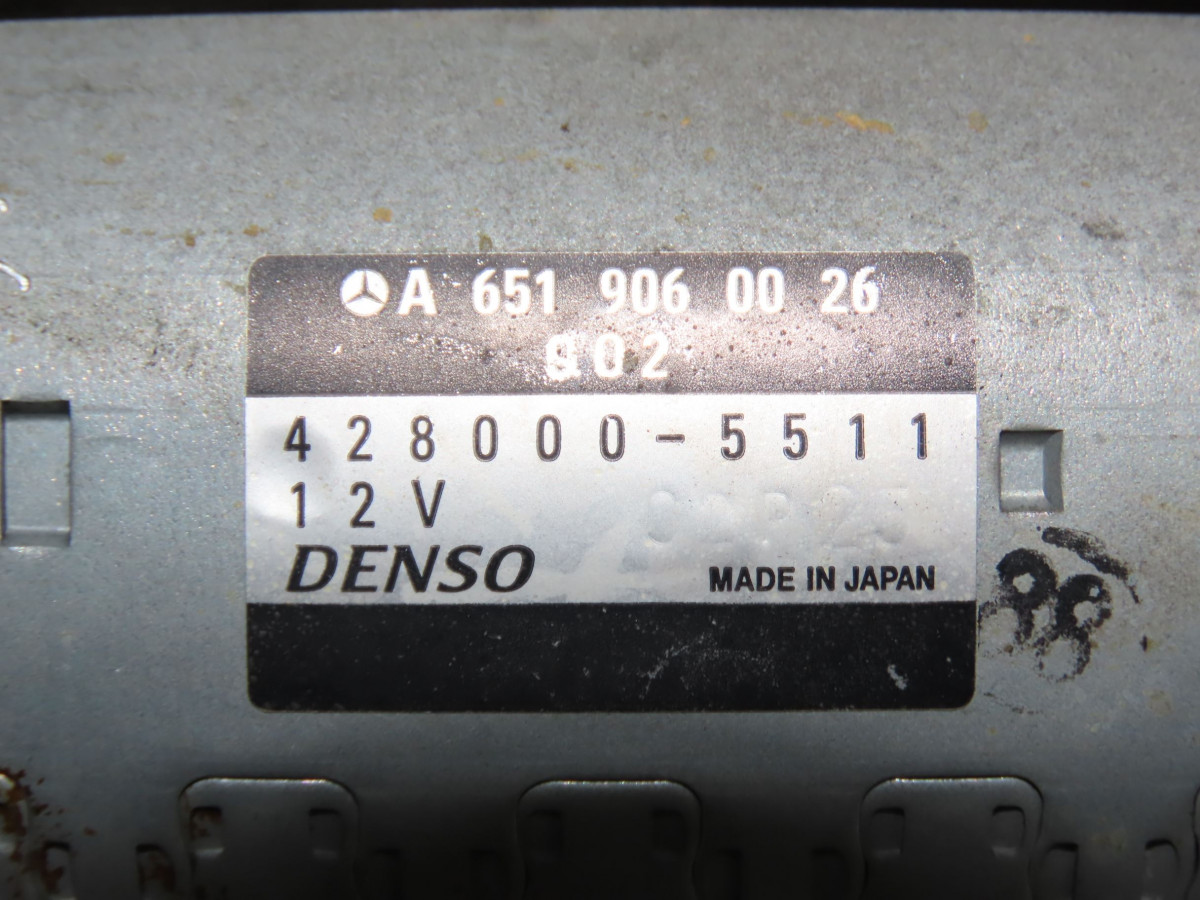 A 651 906 00 26
002
428000-5511
12V
DENSO
MADE IN JAPAN